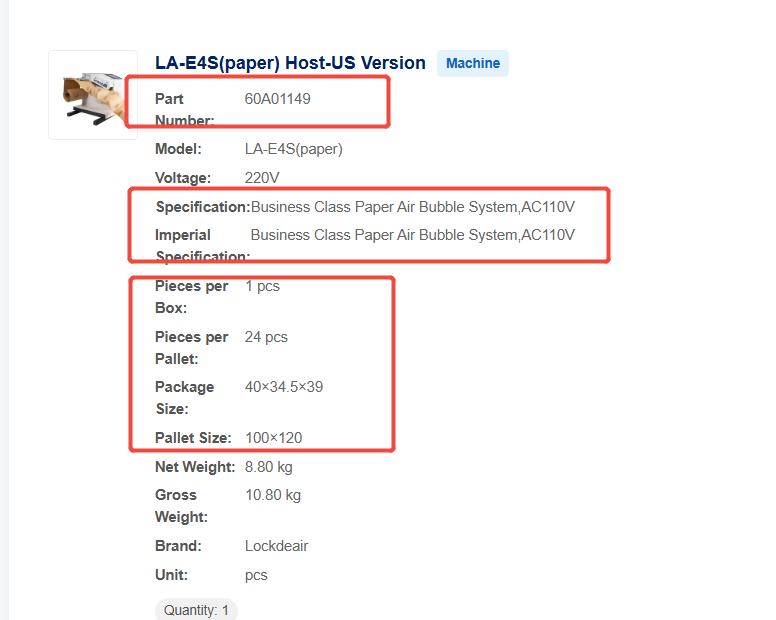 LA-E4S(paper) Host-US Version Machine
Part 60A01149
Number:
Model: LA-E4S(paper)
Voltage: 220V
Specification:Business Class Paper Air Bubble System,AC110V
Imperial Business Class Paper Air Bubble System,AC110V
Specification:
Pieces per 1 pcs
Box:
Pieces per 24 pcs
Pallet:
Package 40×34.5×39
Size:
Pallet Size: 100×120
Net Weight: 8.80 kg
Gross 10.80 kg
Weight:
Brand: Lockdeair
Unit: pcs
Quantity: 1